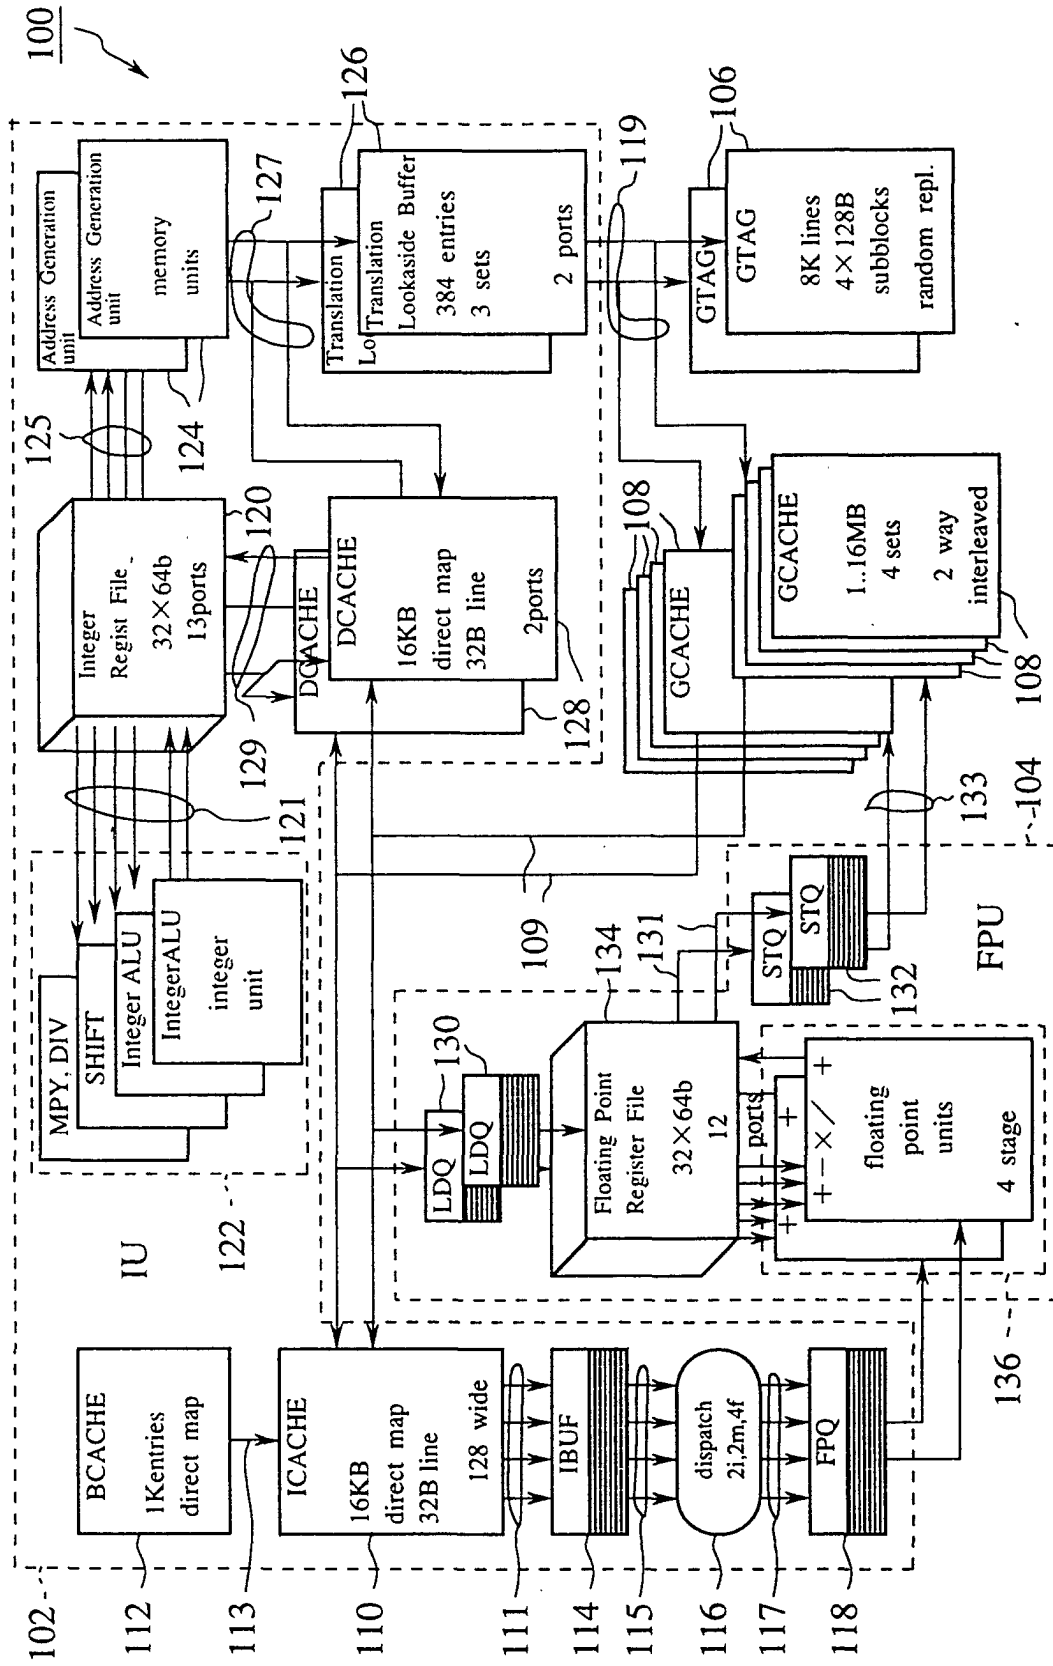 100
102
IU
112
BCACHE
1Kentries
direct map
113
110
ICACHE
16KB
direct map
32B line
128 wide
111
114
IBUF
115
116
dispatch
2i,2m,4f
117
118
FPQ
122
MPY, DIV
SHIFT
Integer ALU
IntegerALU
integer
unit
121
120
Integer
Regist File
32×64b
13ports
125
124
Address Generation
unit
Address Generation
unit
memory
units
127
126
Translation
Lo
Translation
Lookaside Buffer
384 entries
3 sets
2 ports
129
128
DCACHE
DCACHE
16KB
direct map
32B line
2ports
119
106
GTAG
GTAG
8K lines
4×128B
subblocks
random repl.
108
108
GCACHE
GCACHE
1..16MB
4 sets
2 way
interleaved
108
109
109
130
LDQ
LDQ
134
131
Floating Point
Register File
32×64b
12
ports
STQ
STQ
132
133
104
FPU
136
+
+
+−×/
+
floating
point
units
4 stage